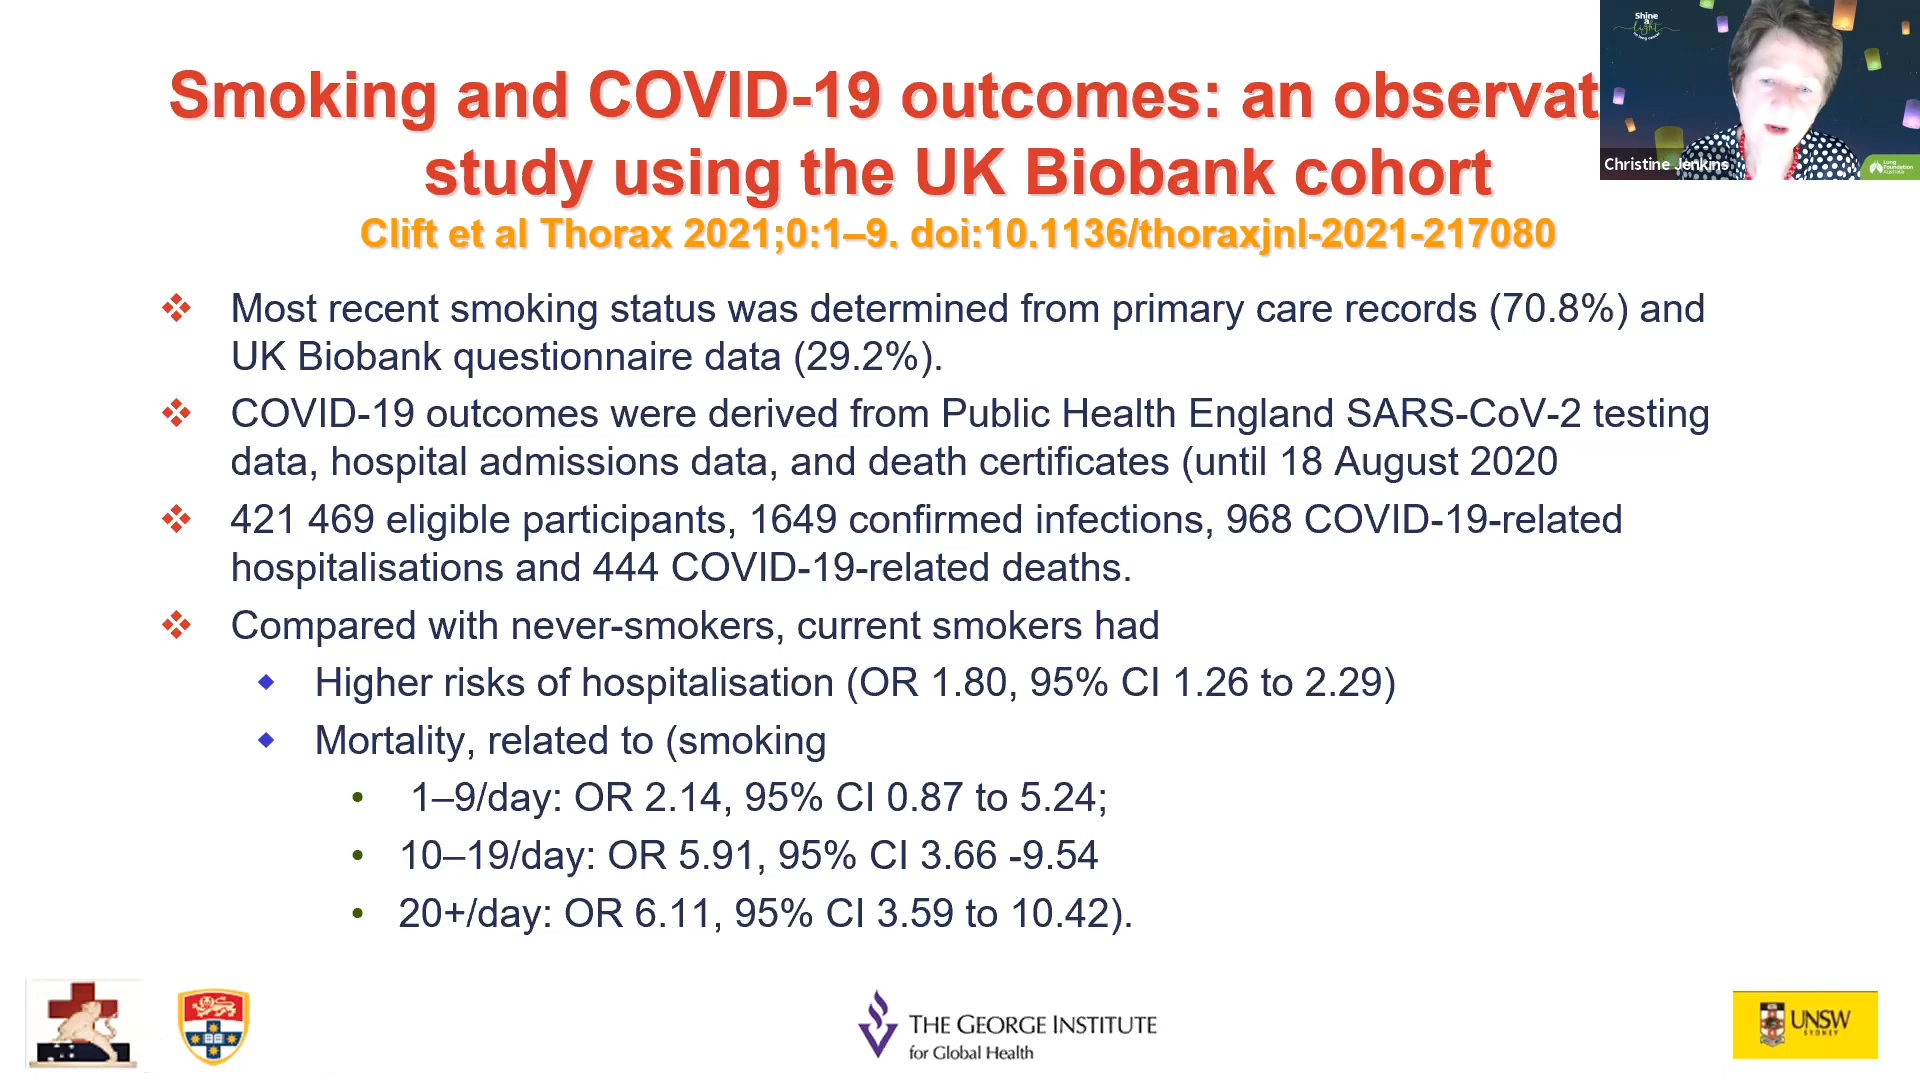 Smoking and COVID-19 outcomes: an observat
study using the UK Biobank cohort
Clift et al Thorax 2021;0:1–9. doi:10.1136/thoraxjnl-2021-217080
Shine
a
light
for lung cancer
Christine Jenkins
Lung
Foundation
Australia
❖ Most recent smoking status was determined from primary care records (70.8%) and
UK Biobank questionnaire data (29.2%).
❖ COVID-19 outcomes were derived from Public Health England SARS-CoV-2 testing
data, hospital admissions data, and death certificates (until 18 August 2020
❖ 421 469 eligible participants, 1649 confirmed infections, 968 COVID-19-related
hospitalisations and 444 COVID-19-related deaths.
❖ Compared with never-smokers, current smokers had
◆ Higher risks of hospitalisation (OR 1.80, 95% CI 1.26 to 2.29)
◆ Mortality, related to (smoking
• 1–9/day: OR 2.14, 95% CI 0.87 to 5.24;
• 10–19/day: OR 5.91, 95% CI 3.66 -9.54
• 20+/day: OR 6.11, 95% CI 3.59 to 10.42).
THE GEORGE INSTITUTE
for Global Health
UNSW
SYDNEY